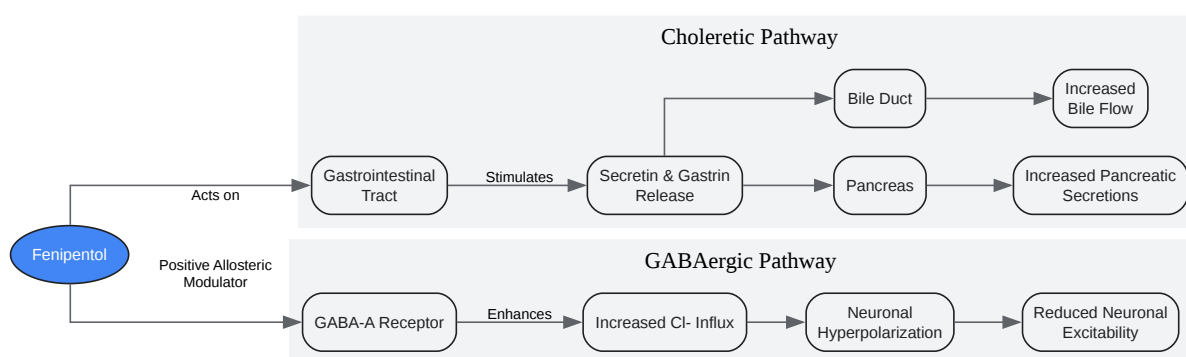 Choleretic Pathway
Bile Duct
Increased
Bile Flow
Gastrointestinal
Tract
Stimulates
Secretin & Gastrin
Release
Pancreas
Increased Pancreatic
Secretions
Acts on
Fenipentol
Positive Allosteric
Modulator
GABAergic Pathway
GABA-A Receptor
Enhances
Increased Cl- Influx
Neuronal
Hyperpolarization
Reduced Neuronal
Excitability